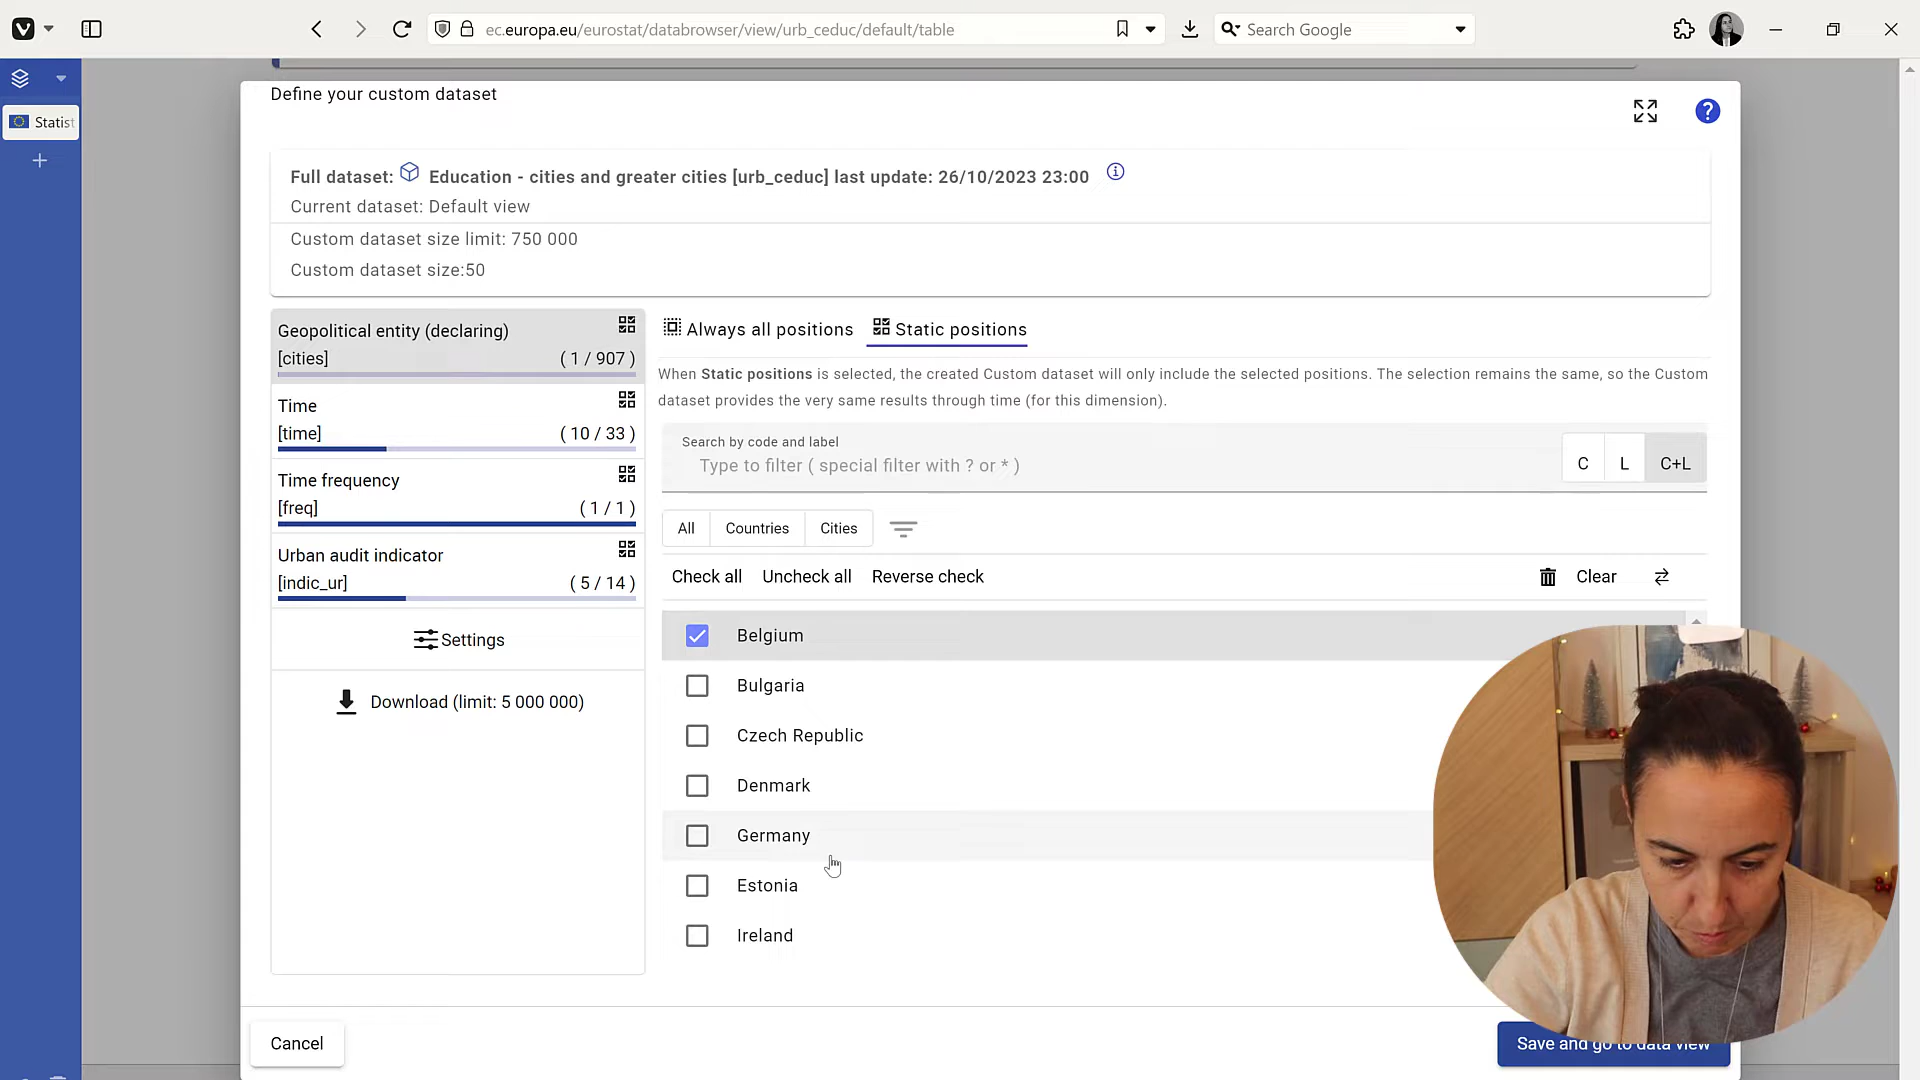 ec.europa.eu/eurostat/databrowser/view/urb_ceduc/default/table
Search Google
Statist
Define your custom dataset
?
Full dataset: Education - cities and greater cities [urb_ceduc] last update: 26/10/2023 23:00
Current dataset: Default view
Custom dataset size limit: 750 000
Custom dataset size:50
Geopolitical entity (declaring)
[cities] ( 1 / 907 )
Time
[time] ( 10 / 33 )
Time frequency
[freq] ( 1 / 1 )
Urban audit indicator
[indic_ur] ( 5 / 14 )
Settings
Download (limit: 5 000 000)
Always all positions Static positions
When Static positions is selected, the created Custom dataset will only include the selected positions. The selection remains the same, so the Custom
dataset provides the very same results through time (for this dimension).
Search by code and label
Type to filter ( special filter with ? or * )
C L C+L
All Countries Cities
Check all Uncheck all Reverse check Clear
Belgium
Bulgaria
Czech Republic
Denmark
Germany
Estonia
Ireland
Cancel
Save and go to data view